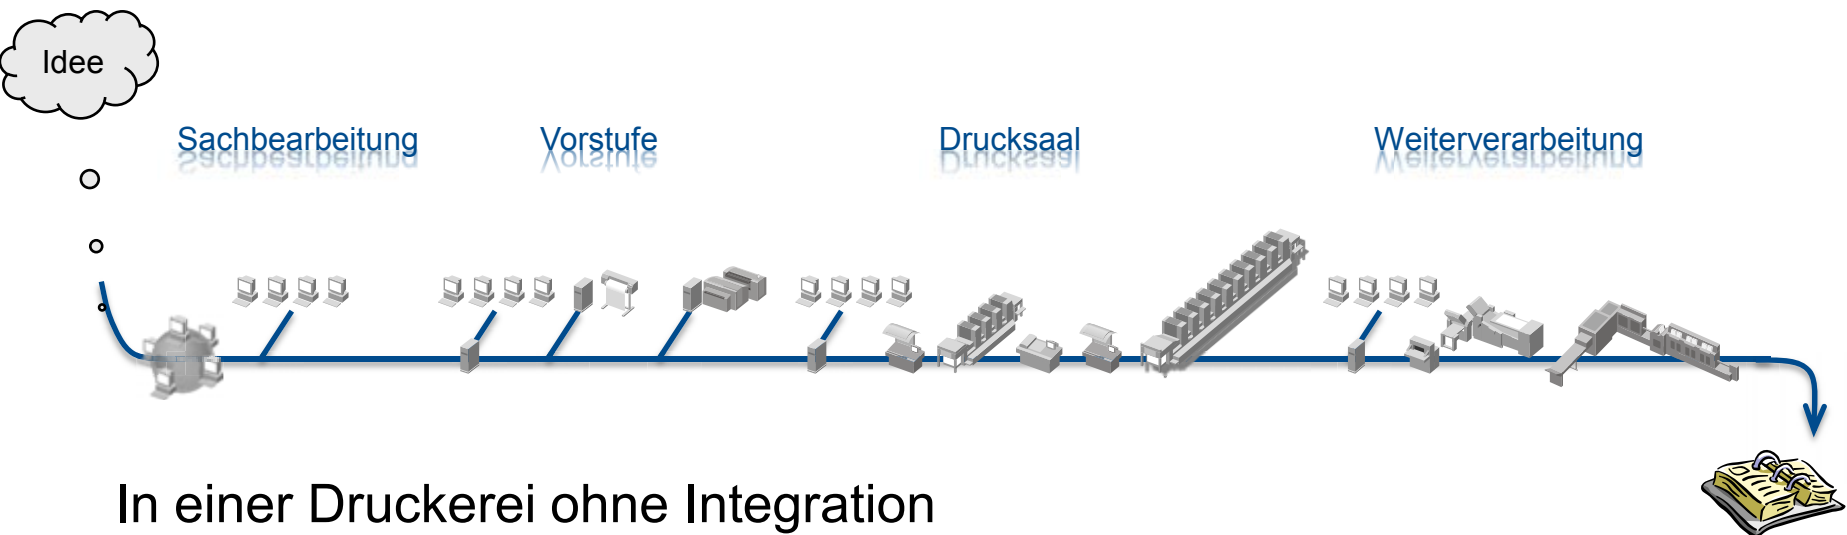 Idee
Sachbearbeitung
Vorstufe
Drucksaal
Weiterverarbeitung
In einer Druckerei ohne Integration